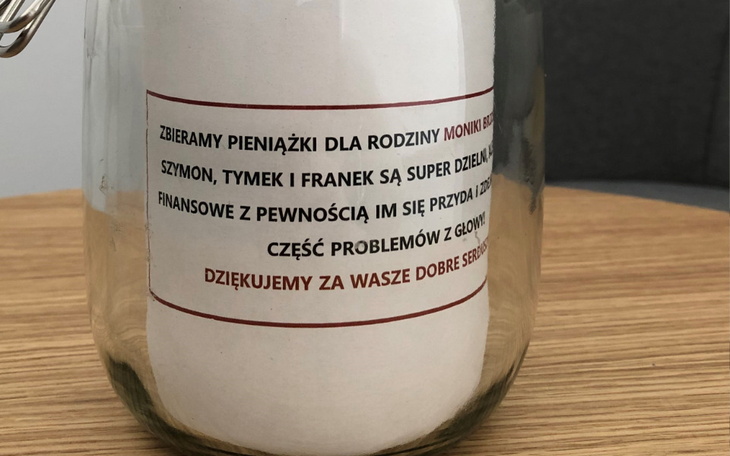 ZBIERAMY PIENIĄŻKI DLA RODZINY MONIKI
SZYMON, TYMEK I FRANEK SĄ SUPER DZIELNI,
FINANSOWE Z PEWNOŚCIĄ IM SIĘ PRZYDA I
CZĘŚĆ PROBLEMÓW Z GŁOWY!
DZIĘKUJEMY ZA WASZE DOBRE